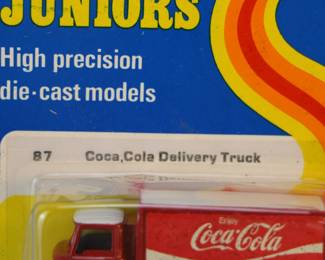 JUNIORS
High precision
die-cast models
87 Coca,Cola Delivery Truck
Enjoy
Coca-Cola